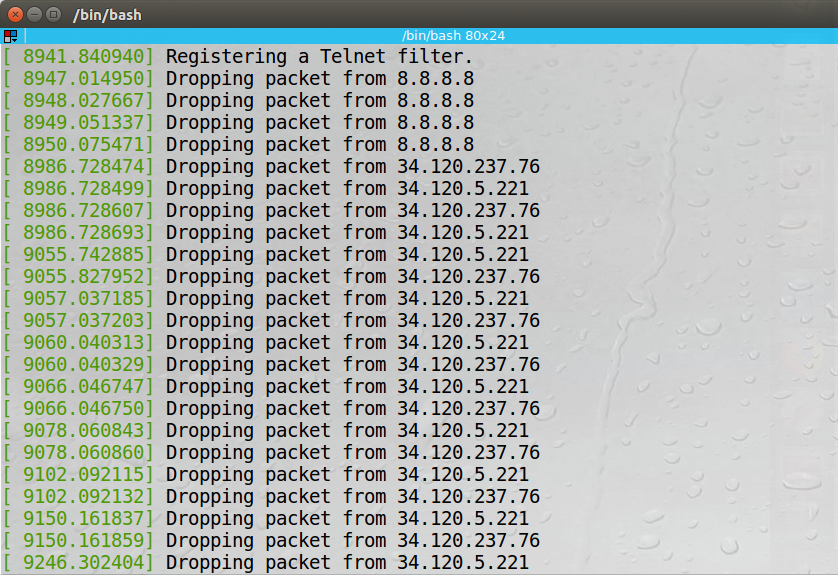 /bin/bash
/bin/bash 80x24
[ 8941.840940] Registering a Telnet filter.
[ 8947.014950] Dropping packet from 8.8.8.8
[ 8948.027667] Dropping packet from 8.8.8.8
[ 8949.051337] Dropping packet from 8.8.8.8
[ 8950.075471] Dropping packet from 8.8.8.8
[ 8986.728474] Dropping packet from 34.120.237.76
[ 8986.728499] Dropping packet from 34.120.5.221
[ 8986.728607] Dropping packet from 34.120.237.76
[ 8986.728693] Dropping packet from 34.120.5.221
[ 9055.742885] Dropping packet from 34.120.5.221
[ 9055.827952] Dropping packet from 34.120.237.76
[ 9057.037185] Dropping packet from 34.120.5.221
[ 9057.037203] Dropping packet from 34.120.237.76
[ 9060.040313] Dropping packet from 34.120.5.221
[ 9060.040329] Dropping packet from 34.120.237.76
[ 9066.046747] Dropping packet from 34.120.5.221
[ 9066.046750] Dropping packet from 34.120.237.76
[ 9078.060843] Dropping packet from 34.120.5.221
[ 9078.060860] Dropping packet from 34.120.237.76
[ 9102.092115] Dropping packet from 34.120.5.221
[ 9102.092132] Dropping packet from 34.120.237.76
[ 9150.161837] Dropping packet from 34.120.5.221
[ 9150.161859] Dropping packet from 34.120.237.76
[ 9246.302404] Dropping packet from 34.120.5.221